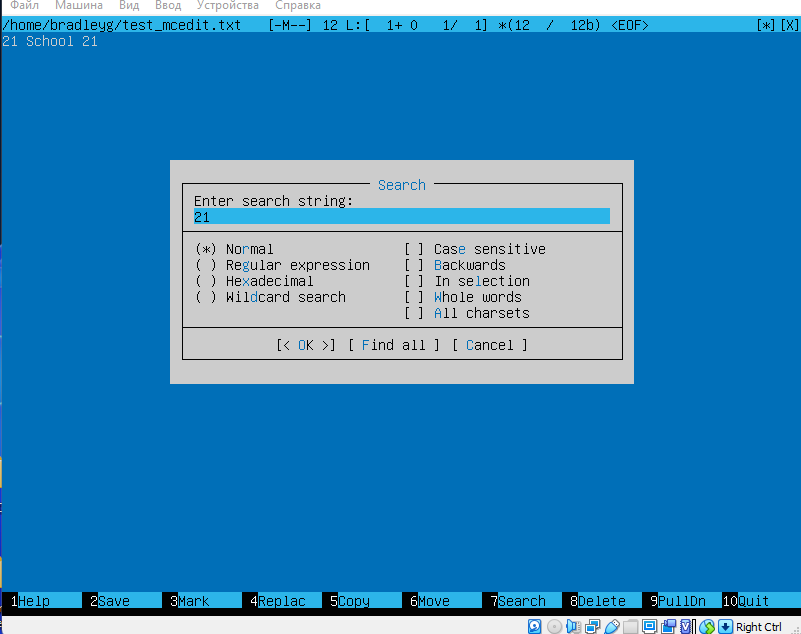 Файл Машина Вид Ввод Устройства Справка
/home/bradleyg/test_mcedit.txt [-M--] 12 L:[ 1+ 0 1/ 1] *(12 / 12b) <EOF> [*][X]
21 School 21
Search
Enter search string:
21
(*) Normal [ ] Case sensitive
( ) Regular expression [ ] Backwards
( ) Hexadecimal [ ] In selection
( ) Wildcard search [ ] Whole words
[ ] All charsets
[< OK >] [ Find all ] [ Cancel ]
1Help 2Save 3Mark 4Replac 5Copy 6Move 7Search 8Delete 9PullDn 10Quit
Right Ctrl